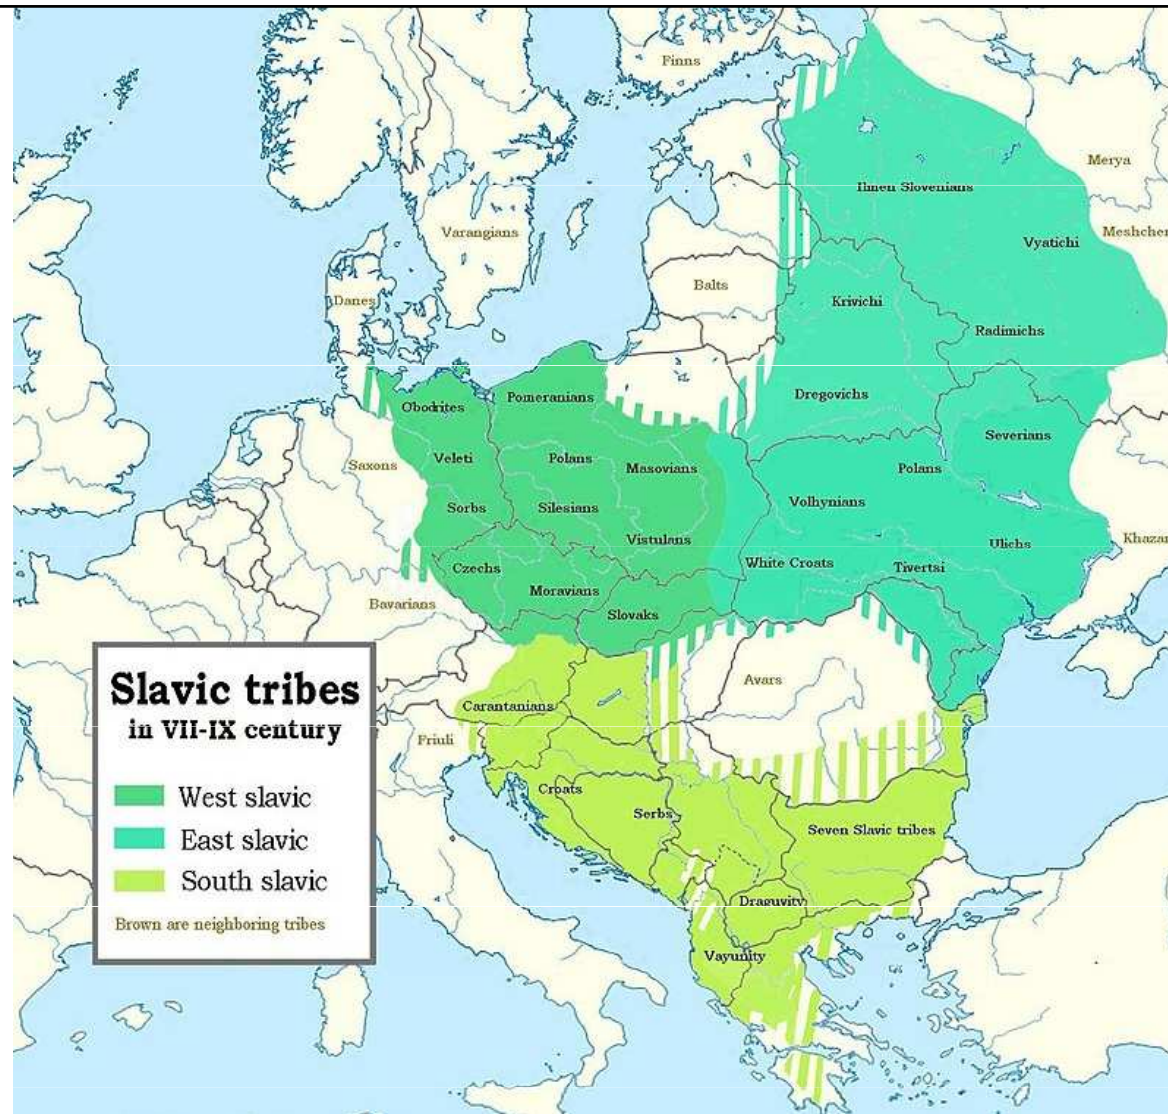 Finns
Merya
Ilmen Slovenians
Meshcher
Varangians
Vyatichi
Balts
Danes
Krivichi
Radimichs
Pomeranians
Dregovichs
Obodrites
Severians
Veleti
Polans
Masovians
Polans
Saxons
Volhynians
Sorbs
Silesians
Vistulans
Ulichs
Khazar
Czechs
White Croats
Tivertsi
Moravians
Bavarians
Slovaks
Avars
Carantanians
Friuli
Croats
Serbs
Seven Slavic tribes
Draguvity
Vayunity
Slavic tribes
in VII-IX century
West slavic
East slavic
South slavic
Brown are neighboring tribes